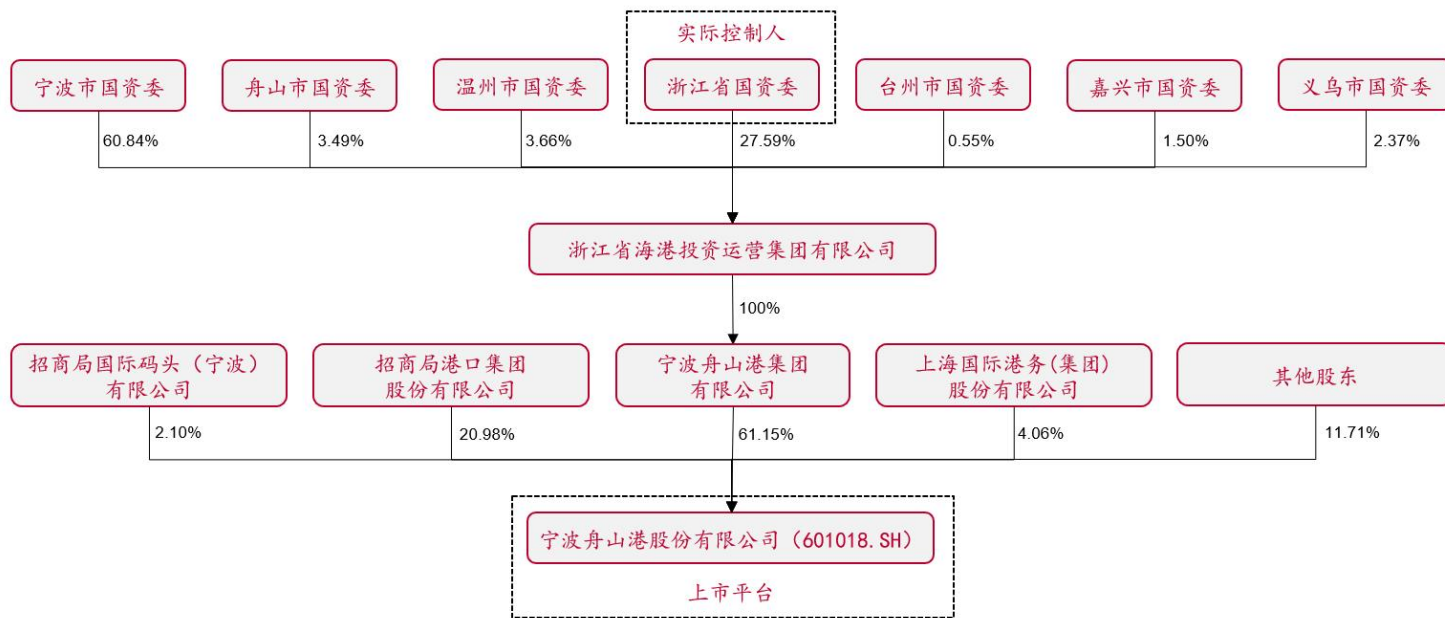 实际控制人
宁波市国资委
舟山市国资委
温州市国资委
浙江省国资委
台州市国资委
嘉兴市国资委
义乌市国资委
60.84%
3.49%
3.66%
27.59%
0.55%
1.50%
2.37%
浙江省海港投资运营集团有限公司
100%
招商局国际码头（宁波）
有限公司
招商局港口集团
股份有限公司
宁波舟山港集团
有限公司
上海国际港务(集团)
股份有限公司
其他股东
2.10%
20.98%
61.15%
4.06%
11.71%
宁波舟山港股份有限公司（601018.SH）
上市平台